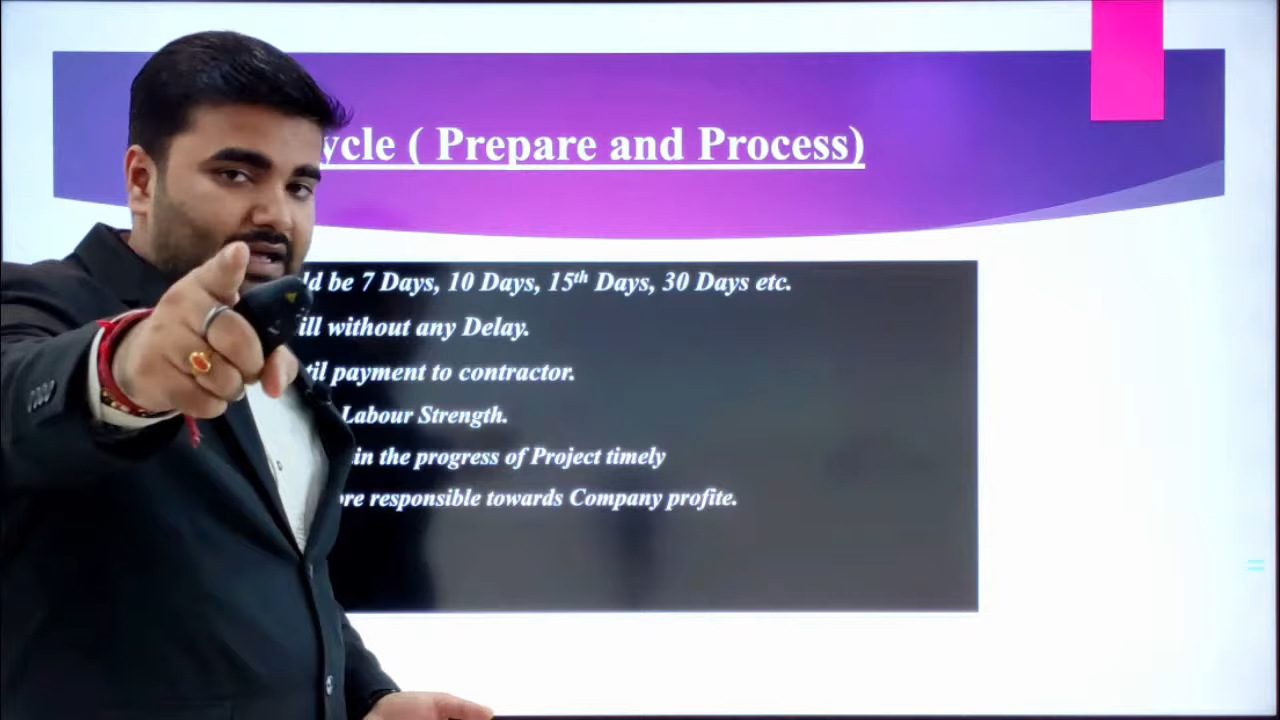 ycle ( Prepare and Process)
ld be 7 Days, 10 Days, 15th Days, 30 Days etc.
ill without any Delay.
til payment to contractor.
Labour Strength.
in the progress of Project timely
ore responsible towards Company profite.